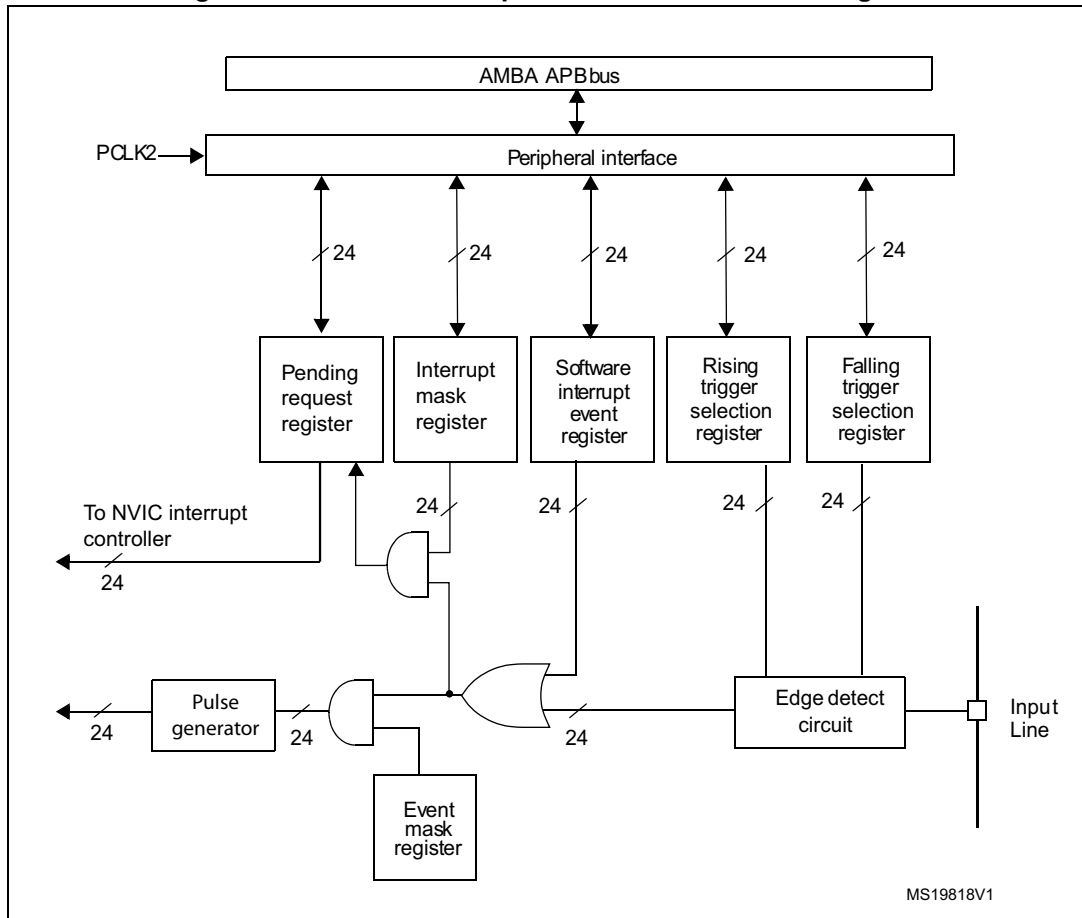 AMBA APB bus
PCLK2
Peripheral interface
24
24
24
24
24
Pending
request
register
Interrupt
mask
register
Software
interrupt
event
register
Rising
trigger
selection
register
Falling
trigger
selection
register
24
24
24
24
To NVIC interrupt
controller
24
Pulse
generator
Edge detect
circuit
Input
Line
24
24
24
Event
mask
register
MS19818V1